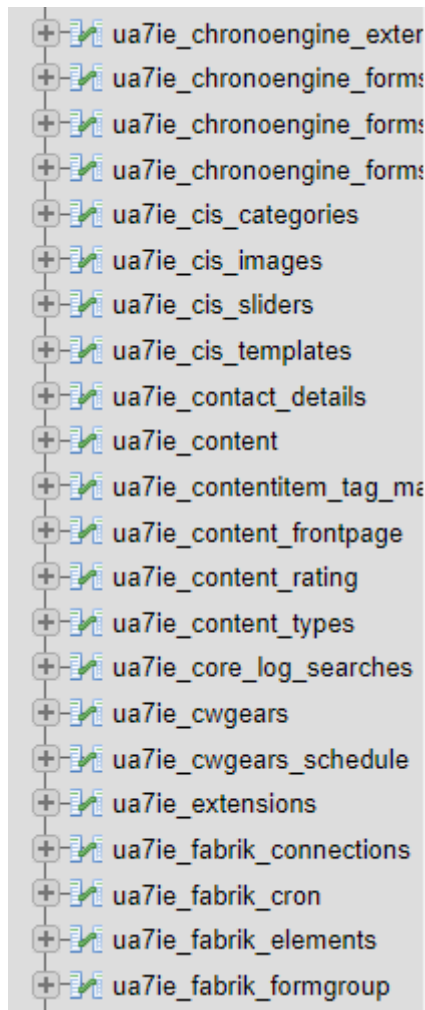 ua7ie_chronoengine_exter
ua7ie_chronoengine_forms
ua7ie_chronoengine_forms
ua7ie_chronoengine_forms
ua7ie_cis_categories
ua7ie_cis_images
ua7ie_cis_sliders
ua7ie_cis_templates
ua7ie_contact_details
ua7ie_content
ua7ie_contentitem_tag_ma
ua7ie_content_frontpage
ua7ie_content_rating
ua7ie_content_types
ua7ie_core_log_searches
ua7ie_cwgears
ua7ie_cwgears_schedule
ua7ie_extensions
ua7ie_fabrik_connections
ua7ie_fabrik_cron
ua7ie_fabrik_elements
ua7ie_fabrik_formgroup